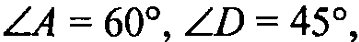 ∠A = 60°, ∠D = 45°,